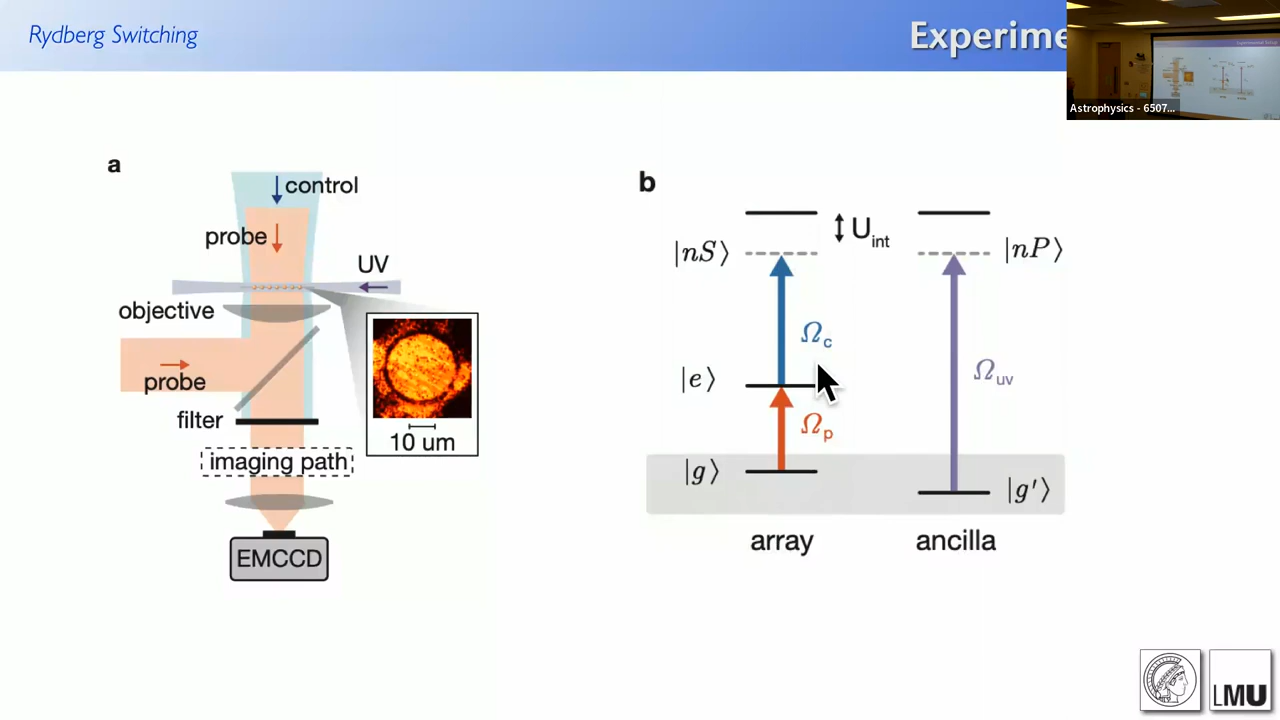 Rydberg Switching
Experime
Astrophysics - 6507...
a
control
probe
UV
objective
probe
filter
10 um
imaging path
EMCCD
b
|nS⟩
U_int
|nP⟩
Ω_c
|e⟩
Ω_uv
Ω_p
|g⟩
|g′⟩
array
ancilla
LMU